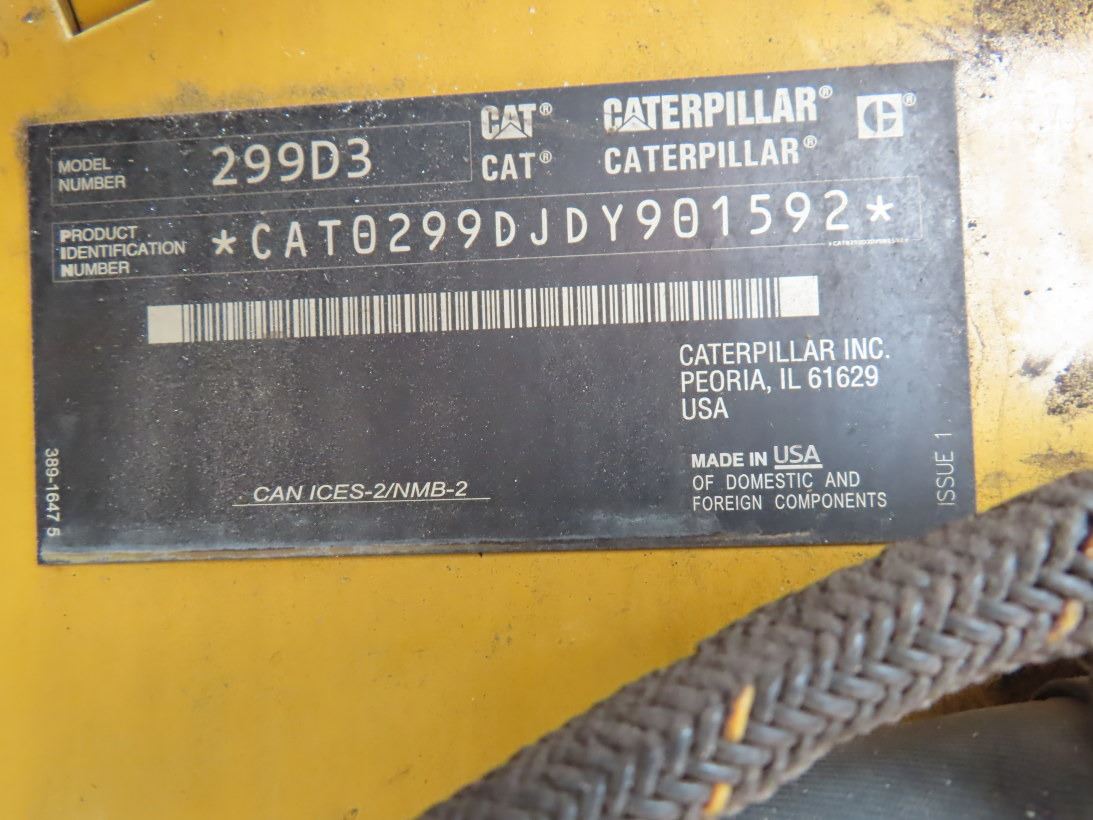 MODEL NUMBER 299D3
CAT® CATERPILLAR® C®
CAT® CATERPILLAR®
PRODUCT IDENTIFICATION NUMBER *CAT0299DJDY901592*
CATERPILLAR INC.
PEORIA, IL 61629
USA
MADE IN USA
OF DOMESTIC AND
FOREIGN COMPONENTS
CAN ICES-2/NMB-2
389-1647 5
ISSUE 1